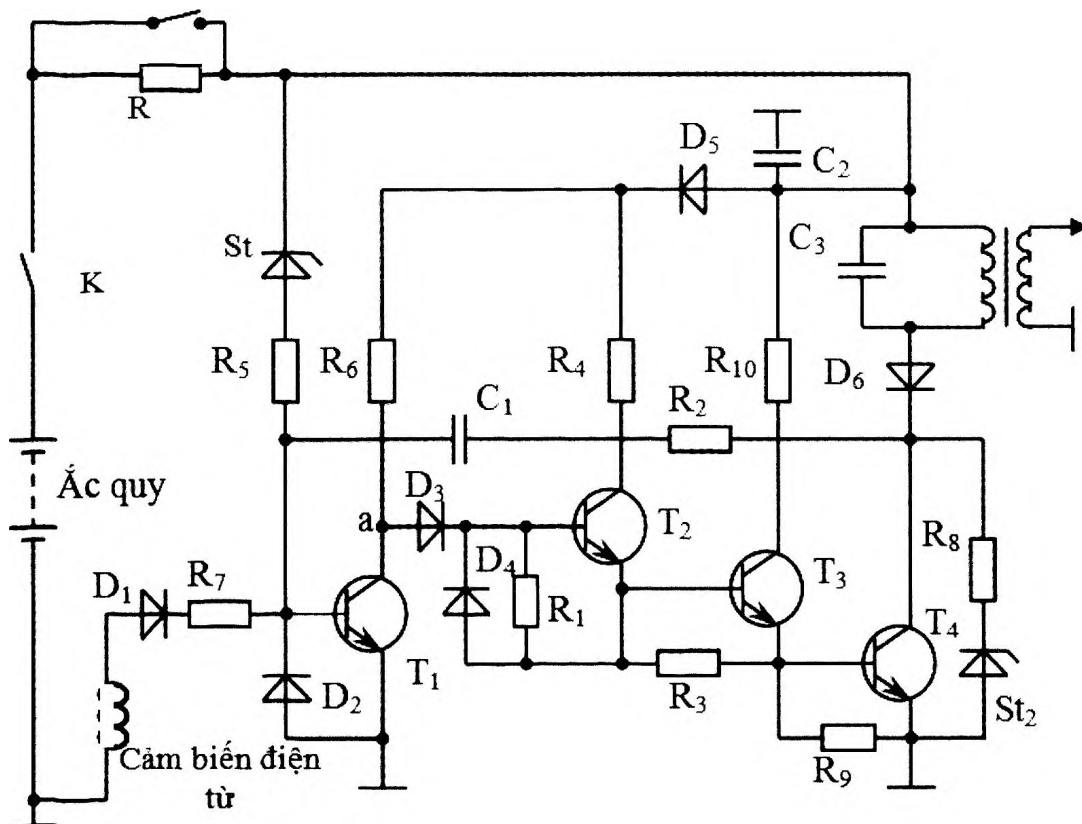 R
D₅
C₂
C₃
St
K
R₅
R₆
R₄
R₁₀
D₆
C₁
R₂
Ắc quy
D₃
a
T₂
R₈
D₁
R₇
D₄
R₁
T₃
T₄
T₁
D₂
R₃
St₂
R₉
Cảm biến điện
từ